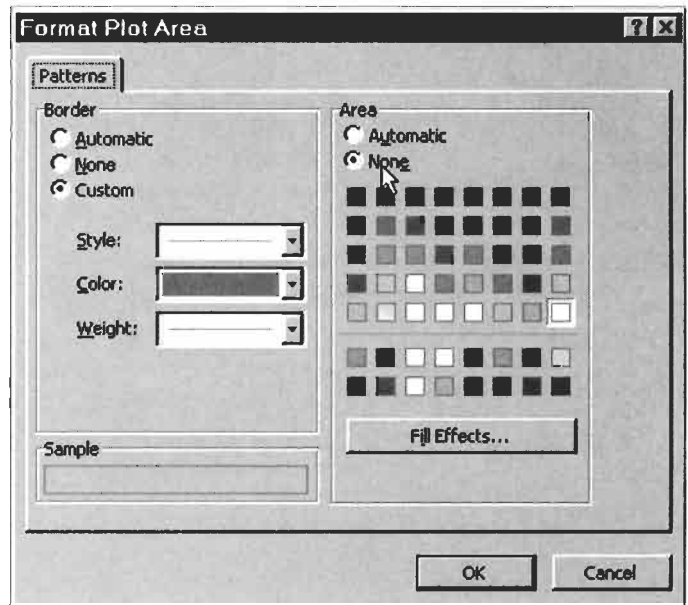 Format Plot Area
Patterns
Border
Automatic
None
Custom
Style:
Color:
Weight:
Sample
Area
Automatic
None
Fill Effects...
OK
Cancel